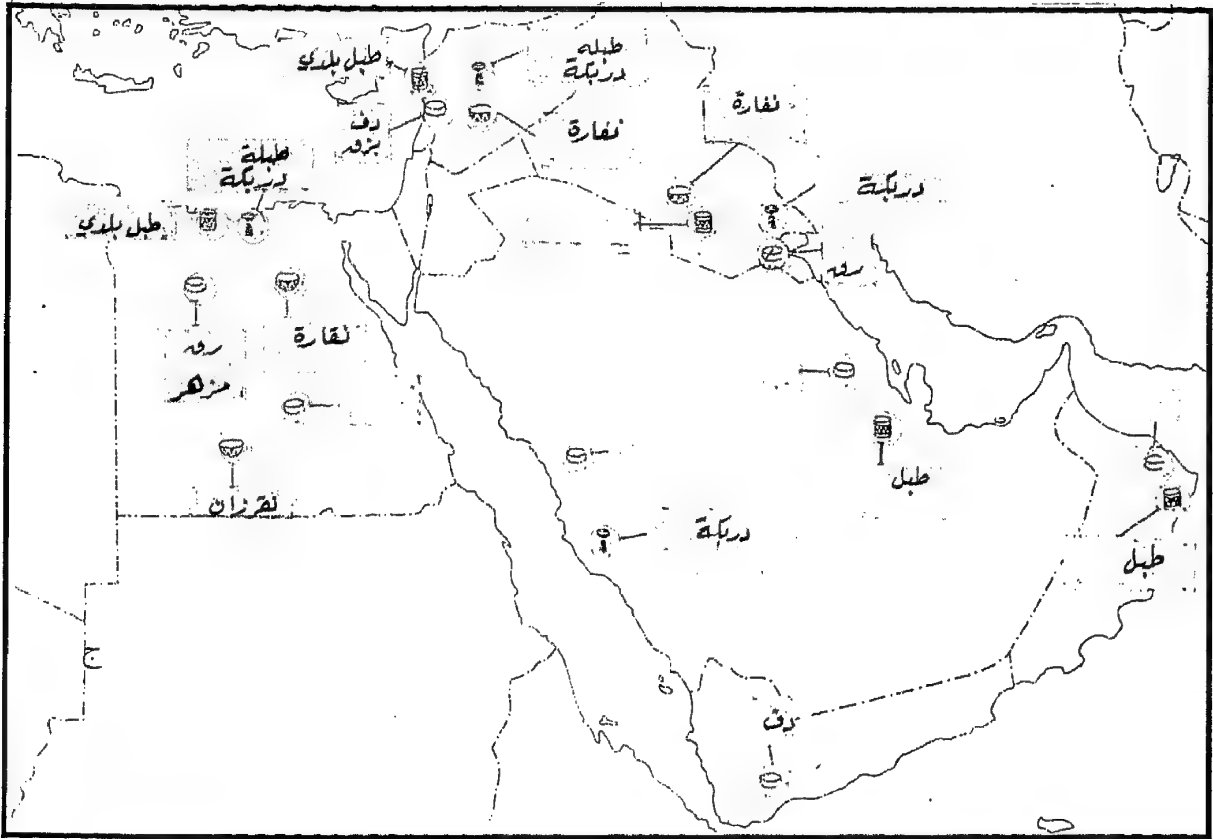 طبل بلدي
طبلة
دربكة
دف
بزق
نقارة
نقارة
طبلة
دربكة
طبل بلدي
دربكة
رق
رق
مزهر
نقارة
طبل
نقرزان
دربكة
طبل
دف
ج